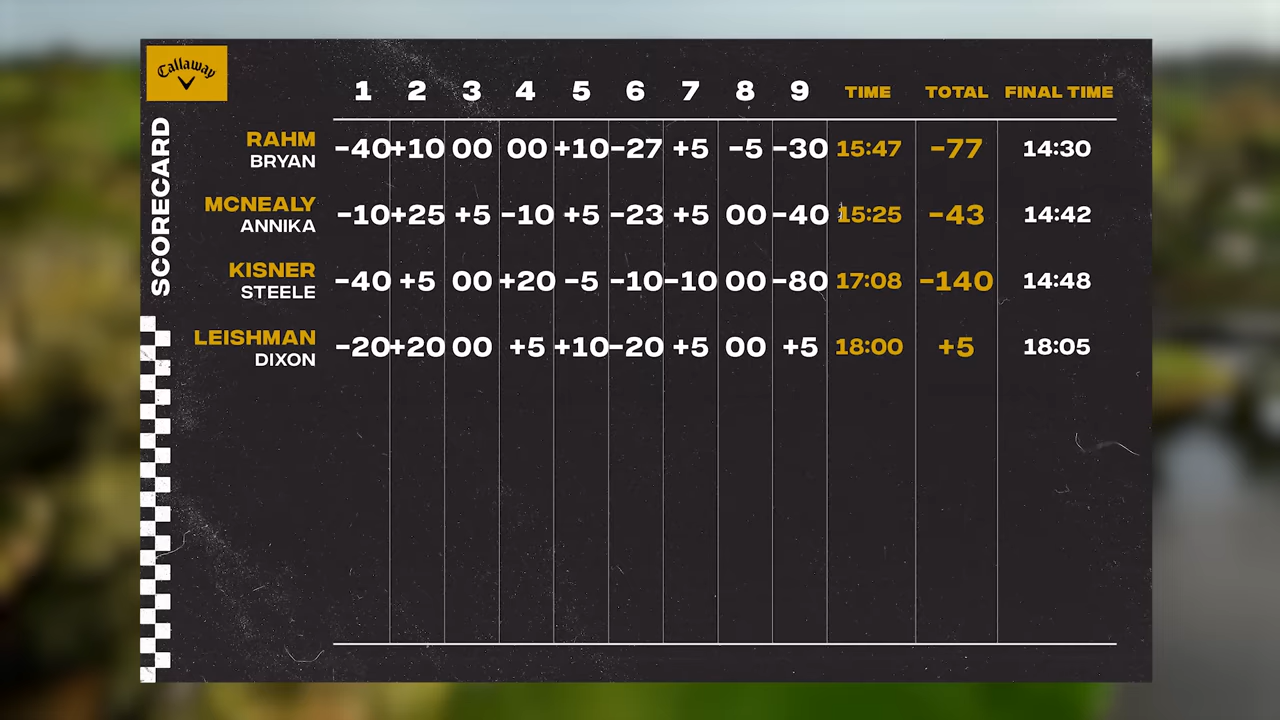 Callaway
SCORECARD
1 2 3 4 5 6 7 8 9 TIME TOTAL FINAL TIME
RAHM
BRYAN
-40 +10 00 00 +10 -27 +5 -5 -30 15:47 -77 14:30
MCNEALY
ANNIKA
-10 +25 +5 -10 +5 -23 +5 00 -40 15:25 -43 14:42
KISNER
STEELE
-40 +5 00 +20 -5 -10 -10 00 -80 17:08 -140 14:48
LEISHMAN
DIXON
-20 +20 00 +5 +10 -20 +5 00 +5 18:00 +5 18:05